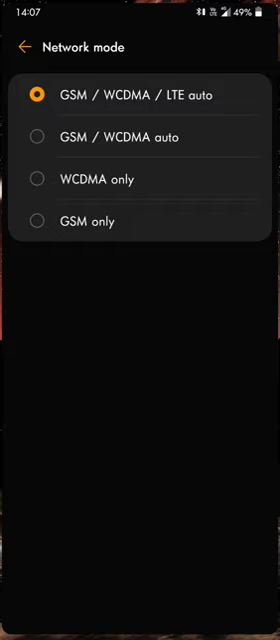 14:07
49%
Network mode
GSM / WCDMA / LTE auto
GSM / WCDMA auto
WCDMA only
GSM only